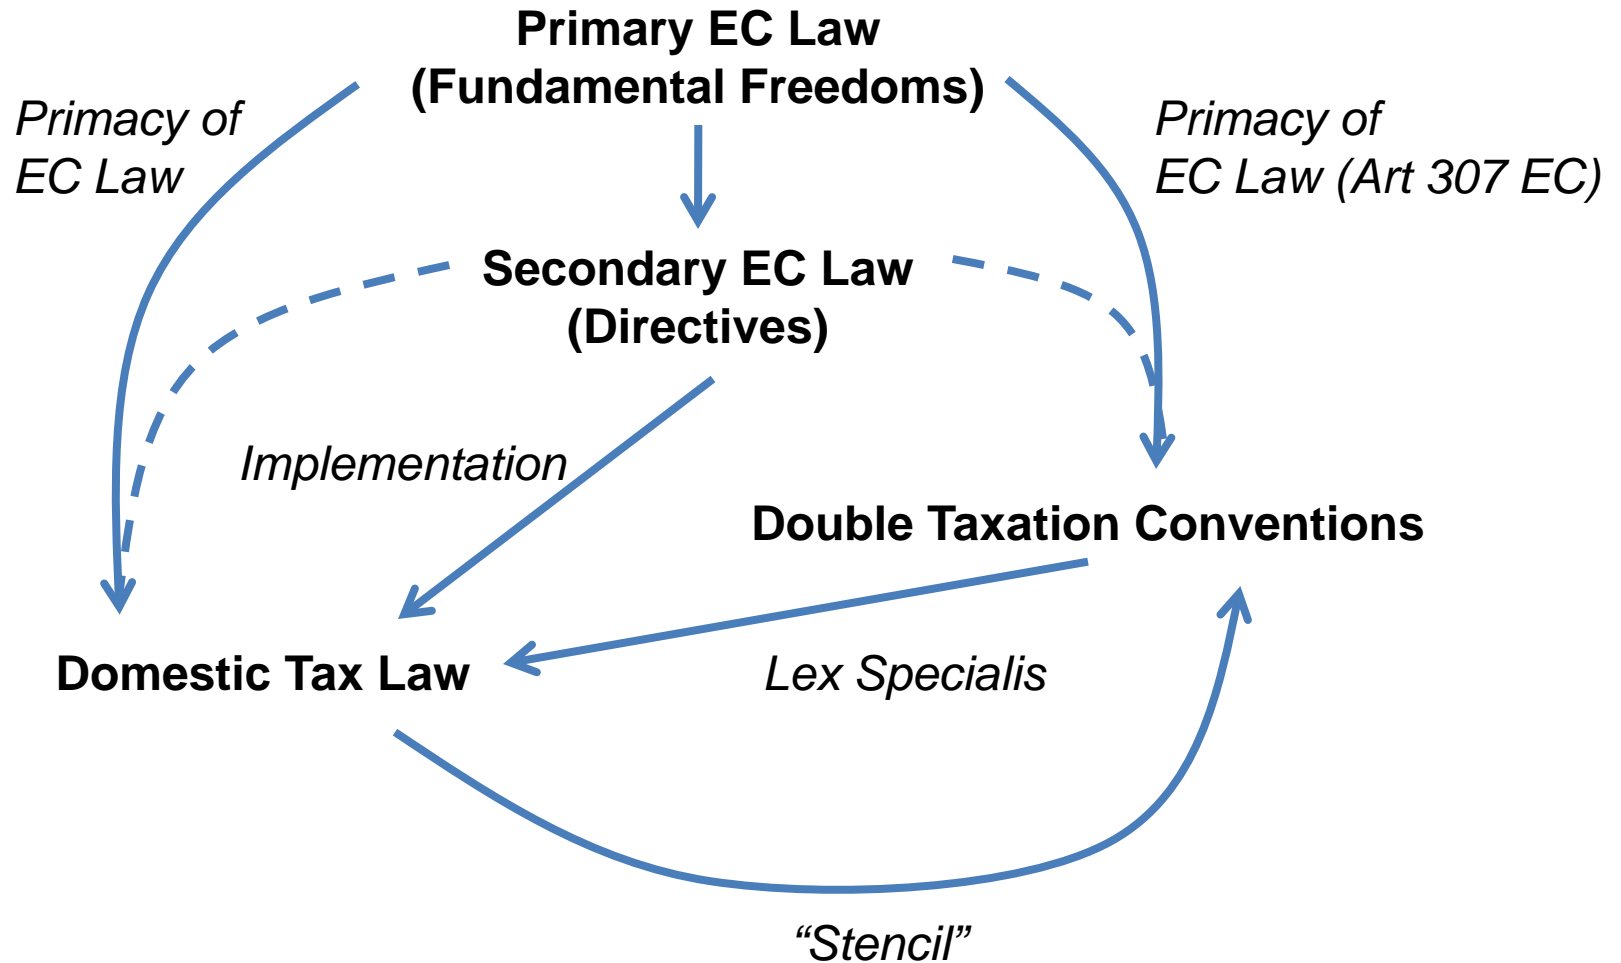 Primary EC Law
(Fundamental Freedoms)
Primacy of
EC Law
Primacy of
EC Law (Art 307 EC)
Secondary EC Law
(Directives)
Implementation
Double Taxation Conventions
Domestic Tax Law
Lex Specialis
“Stencil”